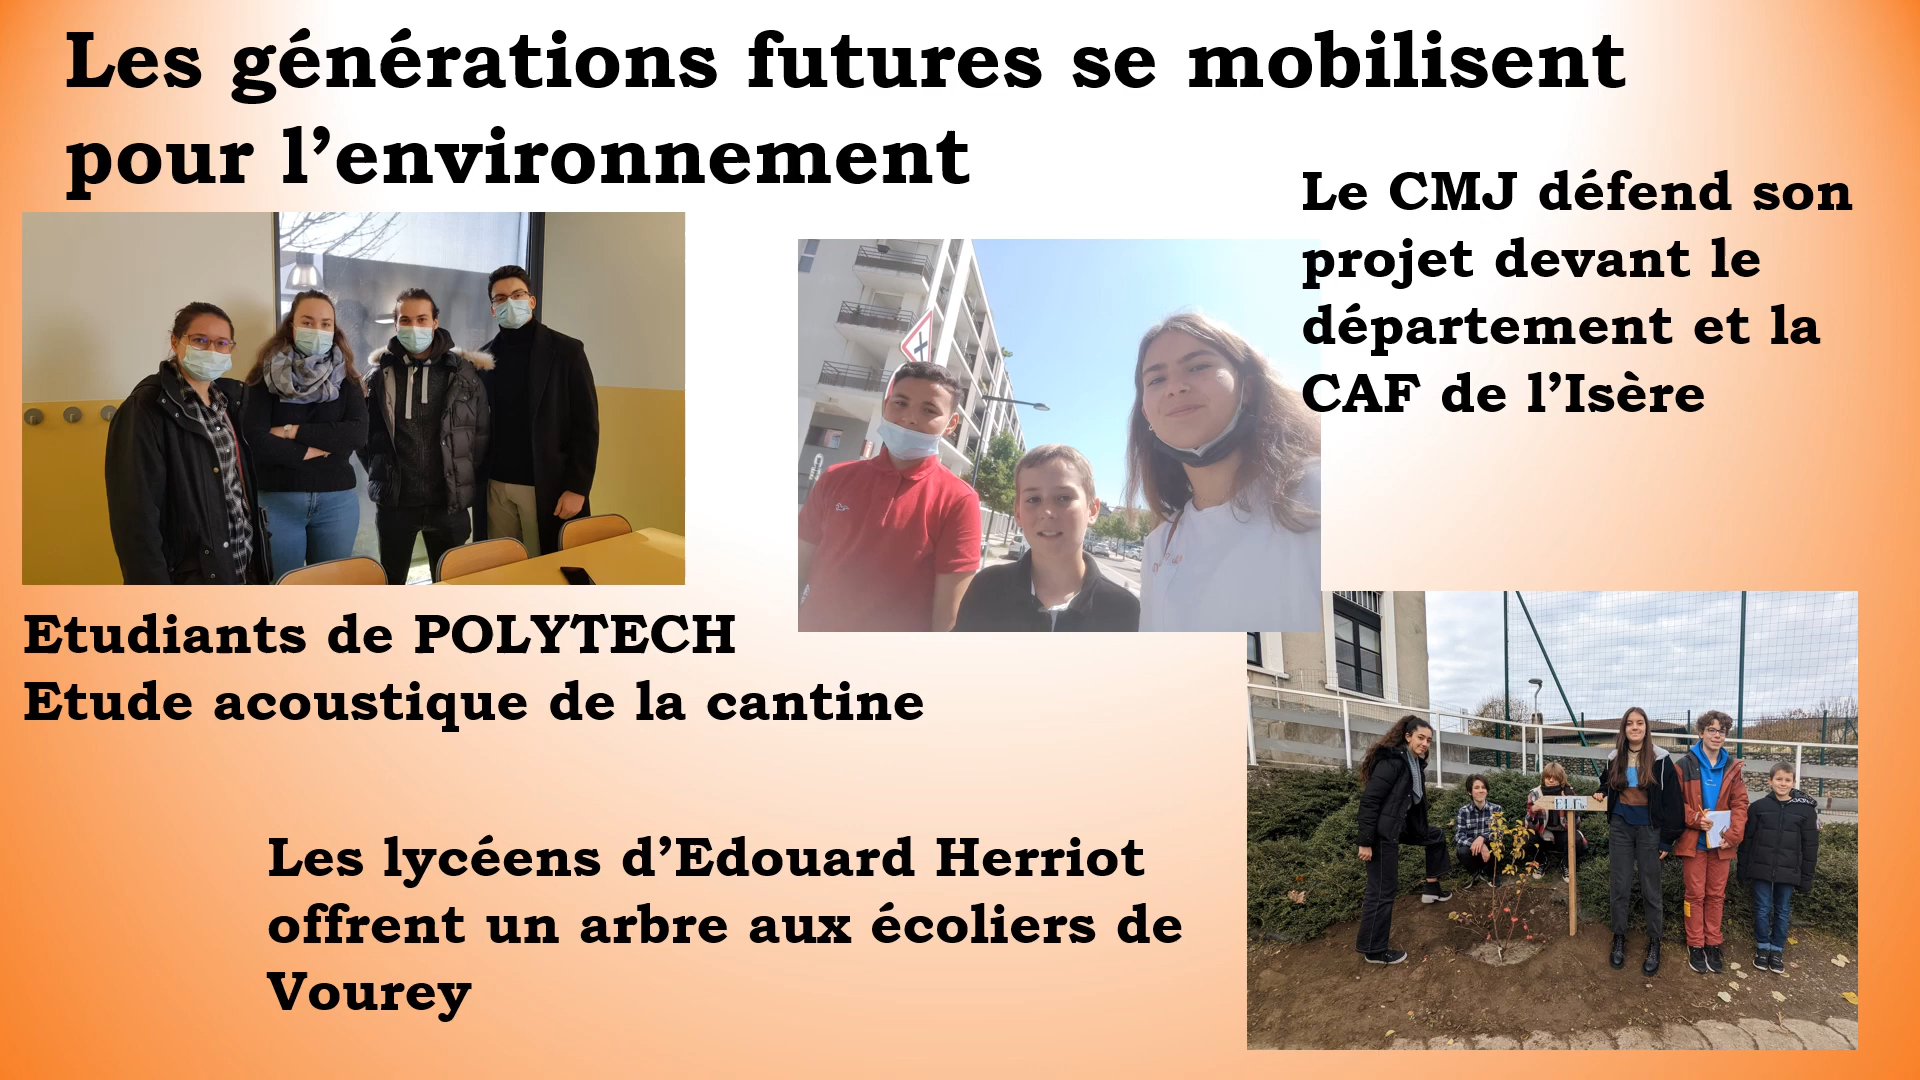 Les générations futures se mobilisent
pour l’environnement
Le CMJ défend son
projet devant le
département et la
CAF de l’Isère
Etudiants de POLYTECH
Etude acoustique de la cantine
Les lycéens d’Edouard Herriot
offrent un arbre aux écoliers de
Vourey